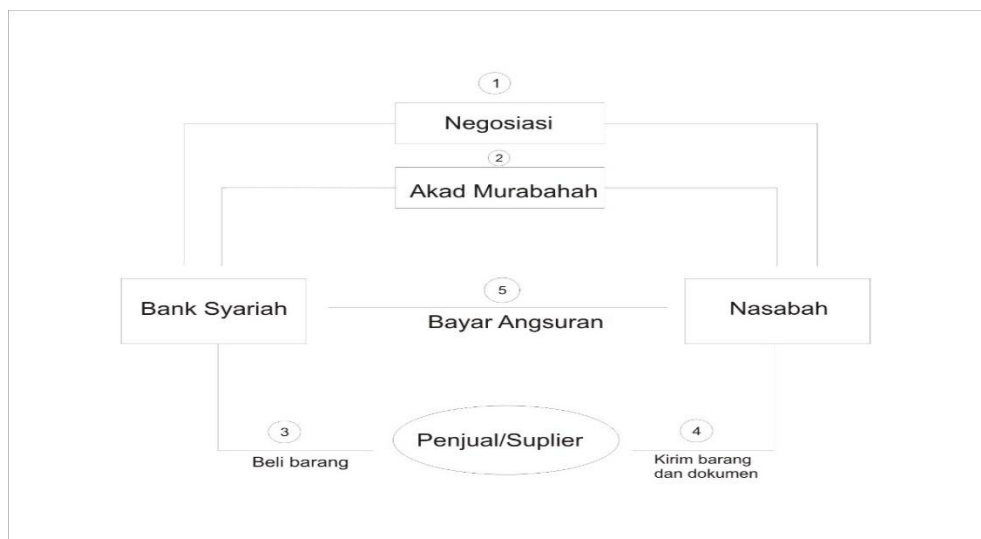 1
Negosiasi
2
Akad Murabahah
Bank Syariah
5
Bayar Angsuran
Nasabah
3
Beli barang
Penjual/Suplier
4
Kirim barang
dan dokumen